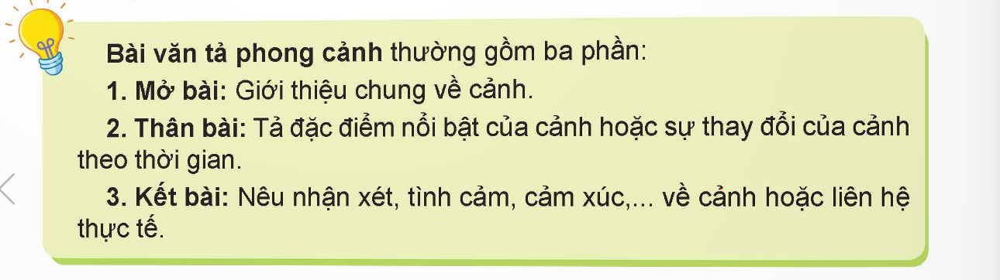 Bài văn tả phong cảnh thường gồm ba phần:
1. Mở bài: Giới thiệu chung về cảnh.
2. Thân bài: Tả đặc điểm nổi bật của cảnh hoặc sự thay đổi của cảnh
theo thời gian.
3. Kết bài: Nêu nhận xét, tình cảm, cảm xúc,... về cảnh hoặc liên hệ
thực tế.